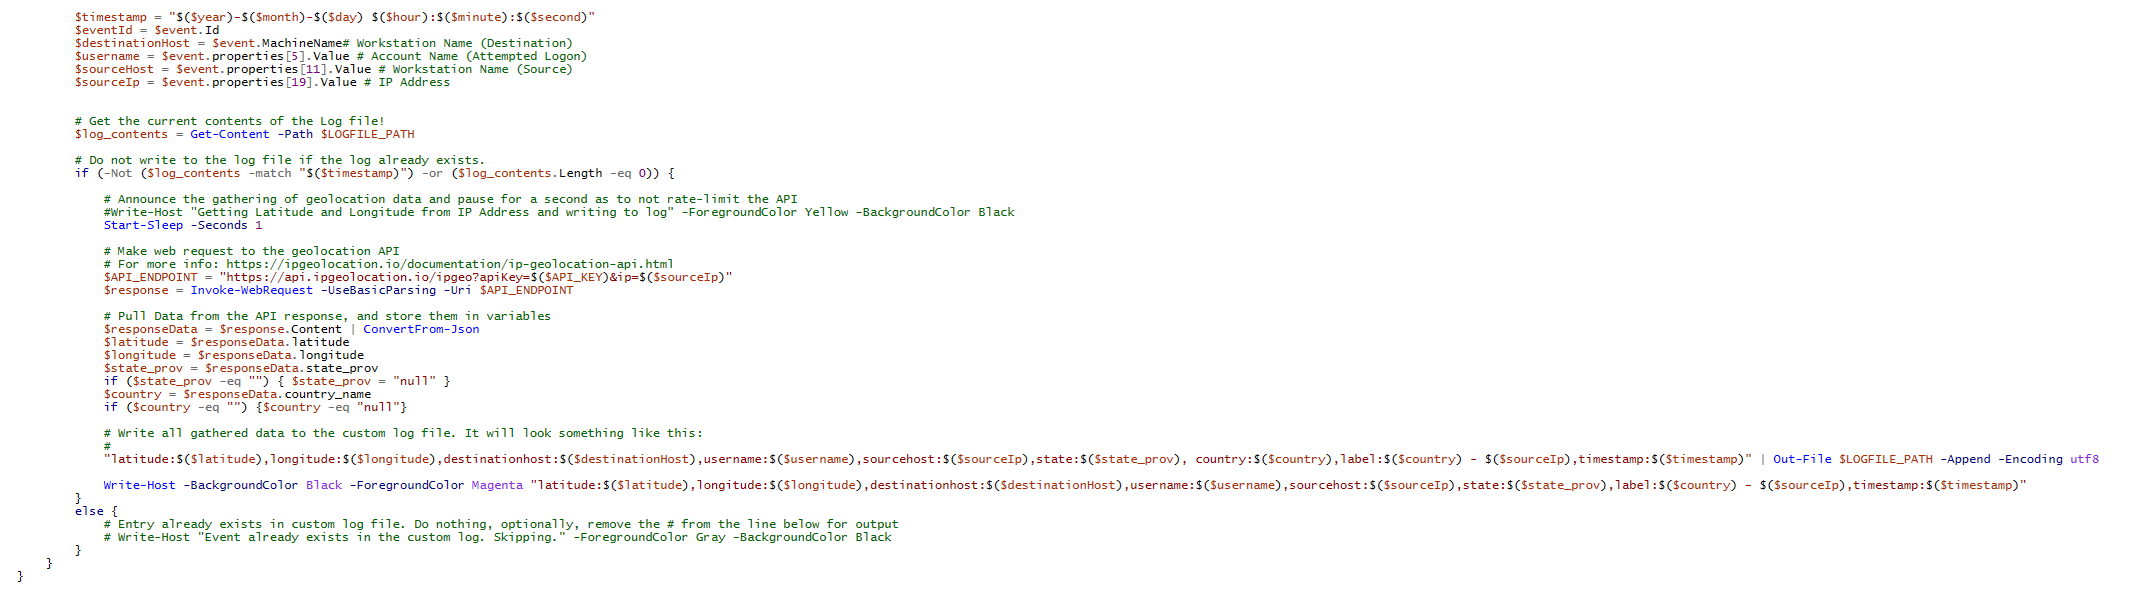 $timestamp = "$($year)-$($month)-$($day) $($hour):$($minute):$($second)"
$eventId = $event.Id
$destinationHost = $event.MachineName# Workstation Name (Destination)
$username = $event.properties[5].Value # Account Name (Attempted Logon)
$sourceHost = $event.properties[11].Value # Workstation Name (Source)
$sourceIp = $event.properties[19].Value # IP Address
# Get the current contents of the Log file!
$log_contents = Get-Content -Path $LOGFILE_PATH
# Do not write to the log file if the log already exists.
if (-Not ($log_contents -match "$($timestamp)") -or ($log_contents.Length -eq 0)) {
# Announce the gathering of geolocation data and pause for a second as to not rate-limit the API
#Write-Host "Getting Latitude and Longitude from IP Address and writing to log" -ForegroundColor Yellow -BackgroundColor Black
Start-Sleep -Seconds 1
# Make web request to the geolocation API
# For more info: https://ipgeolocation.io/documentation/ip-geolocation-api.html
$API_ENDPOINT = "https://api.ipgeolocation.io/ipgeo?apiKey=$($API_KEY)&ip=$($sourceIp)"
$response = Invoke-WebRequest -UseBasicParsing -Uri $API_ENDPOINT
# Pull Data from the API response, and store them in variables
$responseData = $response.Content | ConvertFrom-Json
$latitude = $responseData.latitude
$longitude = $responseData.longitude
$state_prov = $responseData.state_prov
if ($state_prov -eq "") { $state_prov = "null" }
$country = $responseData.country_name
if ($country -eq "") {$country -eq "null"}
# Write all gathered data to the custom log file. It will look something like this:
#
"latitude:$($latitude),longitude:$($longitude),destinationhost:$($destinationHost),username:$($username),sourcehost:$($sourceIp),state:$($state_prov), country:$($country),label:$($country) - $($sourceIp),timestamp:$($timestamp)" | Out-File $LOGFILE_PATH -Append -Encoding utf8
Write-Host -BackgroundColor Black -ForegroundColor Magenta "latitude:$($latitude),longitude:$($longitude),destinationhost:$($destinationHost),username:$($username),sourcehost:$($sourceIp),state:$($state_prov),label:$($country) - $($sourceIp),timestamp:$($timestamp)"
}
else {
# Entry already exists in custom log file. Do nothing, optionally, remove the # from the line below for output
# Write-Host "Event already exists in the custom log. Skipping." -ForegroundColor Gray -BackgroundColor Black
}
}
}